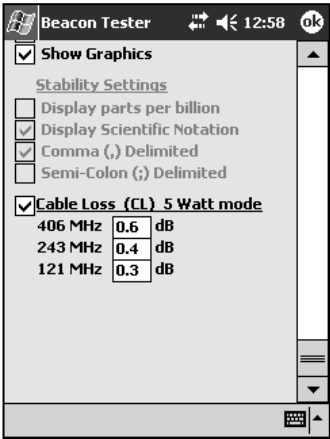 Beacon Tester 12:58 ok
Show Graphics
Stability Settings
Display parts per billion
Display Scientific Notation
Comma (,) Delimited
Semi-Colon (;) Delimited
Cable Loss (CL) 5 Watt mode
406 MHz 0.6 dB
243 MHz 0.4 dB
121 MHz 0.3 dB